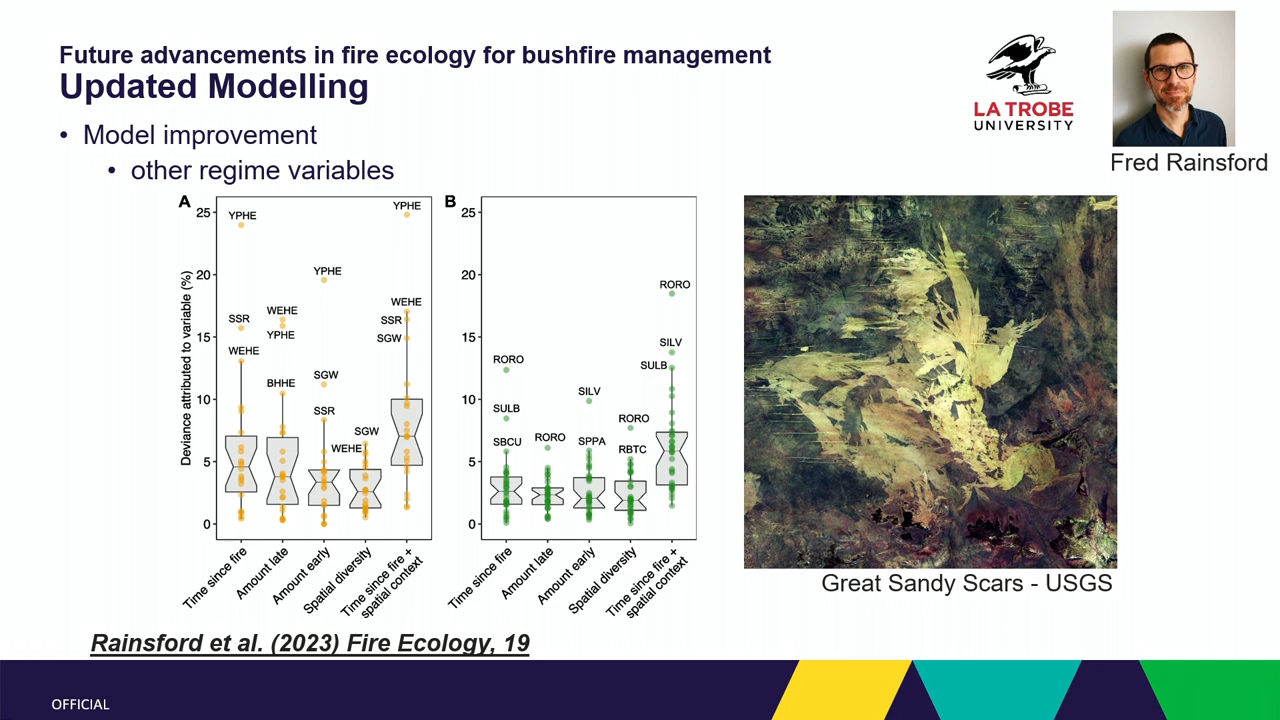 Future advancements in fire ecology for bushfire management
Updated Modelling
• Model improvement
• other regime variables
LA TROBE
UNIVERSITY
Fred Rainsford
A
Deviance attributed to variable (%)
25
20
15
10
5
0
YPHE
SSR
WEHE
WEHE
YPHE
BHHE
YPHE
SGW
SSR
WEHE
SGW
YPHE
WEHE
SSR
SGW
Time since fire
Amount late
Amount early
Spatial diversity
Time since fire +
spatial context
B
25
20
15
10
5
0
RORO
SULB
SBCU
RORO
SILV
SPPA
RORO
RBTC
RORO
SILV
SULB
Time since fire
Amount late
Amount early
Spatial diversity
Time since fire +
spatial context
Great Sandy Scars - USGS
Rainsford et al. (2023) Fire Ecology, 19
OFFICIAL